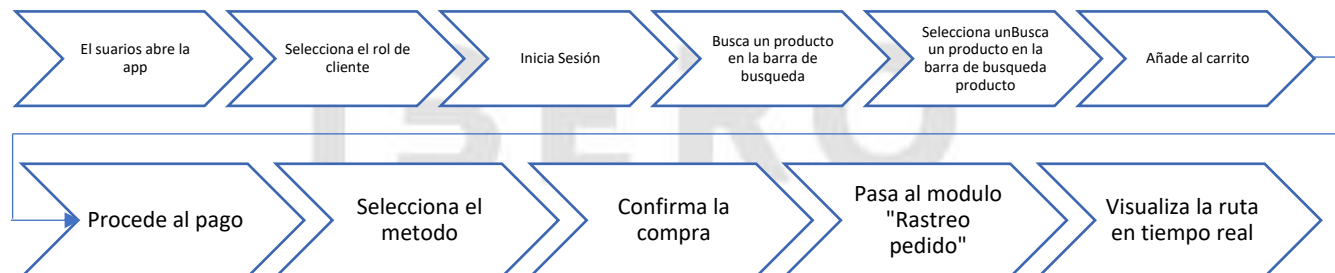 El suarios abre la
app
Selecciona el rol de
cliente
Inicia Sesión
Busca un producto
en la barra de
busqueda
Selecciona unBusca
un producto en la
barra de busqueda
producto
Añade al carrito
Procede al pago
Selecciona el
metodo
Confirma la
compra
Pasa al modulo
"Rastreo
pedido"
Visualiza la ruta
en tiempo real